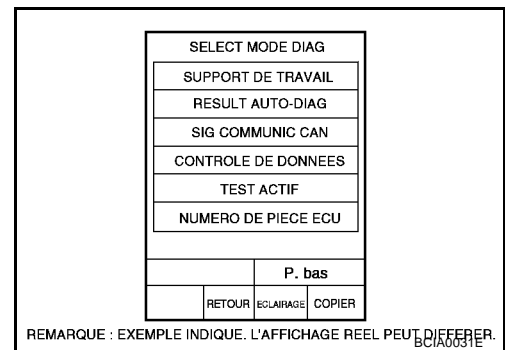 SELECT MODE DIAG
SUPPORT DE TRAVAIL
RESULT AUTO-DIAG
SIG COMMUNIC CAN
CONTROLE DE DONNEES
TEST ACTIF
NUMERO DE PIECE ECU
P. bas
RETOUR ECLAIRAGE COPIER
REMARQUE : EXEMPLE INDIQUE. L'AFFICHAGE REEL PEUT DIFFERER.
BCIA0031E